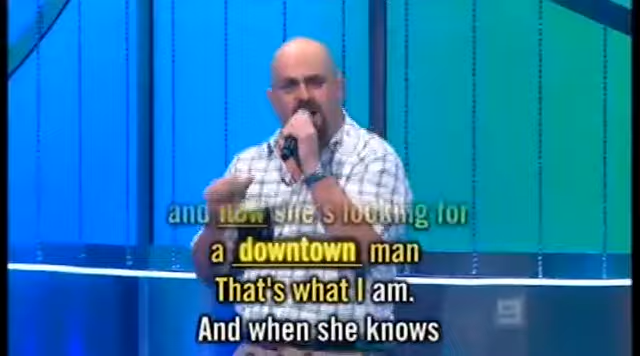 and now she's looking for
a downtown man
That's what I am.
And when she knows